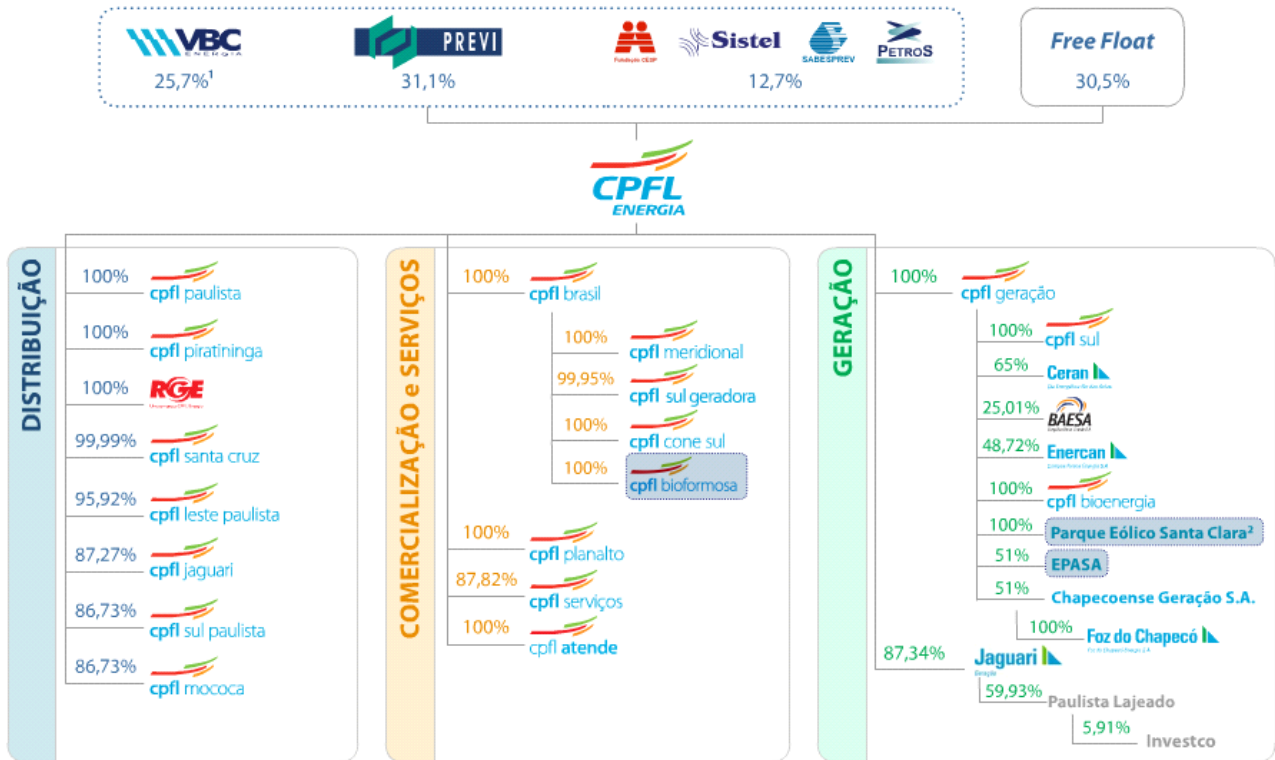 VBC
ENERGIA
25,7%¹
PREVI
31,1%
Fundação CESP
Sistel
SABESPREV
PETROS
12,7%
Free Float
30,5%
CPFL
ENERGIA
DISTRIBUIÇÃO
100%
cpfl paulista
100%
cpfl piratininga
100%
RGE
99,99%
cpfl santa cruz
95,92%
cpfl leste paulista
87,27%
cpfl jaguari
86,73%
cpfl sul paulista
86,73%
cpfl mococa
COMERCIALIZAÇÃO e SERVIÇOS
100%
cpfl brasil
100%
cpfl meridional
99,95%
cpfl sul geradora
100%
cpfl cone sul
100%
cpfl bioformosa
100%
cpfl planalto
87,82%
cpfl serviços
100%
cpfl atende
GERAÇÃO
100%
cpfl geração
100%
cpfl sul
65%
Ceran
25,01%
BAESA
48,72%
Enercan
100%
cpfl bioenergia
100%
Parque Eólico Santa Clara²
51%
EPASA
51%
Chapecoense Geração S.A.
100%
Foz do Chapecó
87,34%
Jaguari
Geração
59,93%
Paulista Lajeado
5,91%
Investco